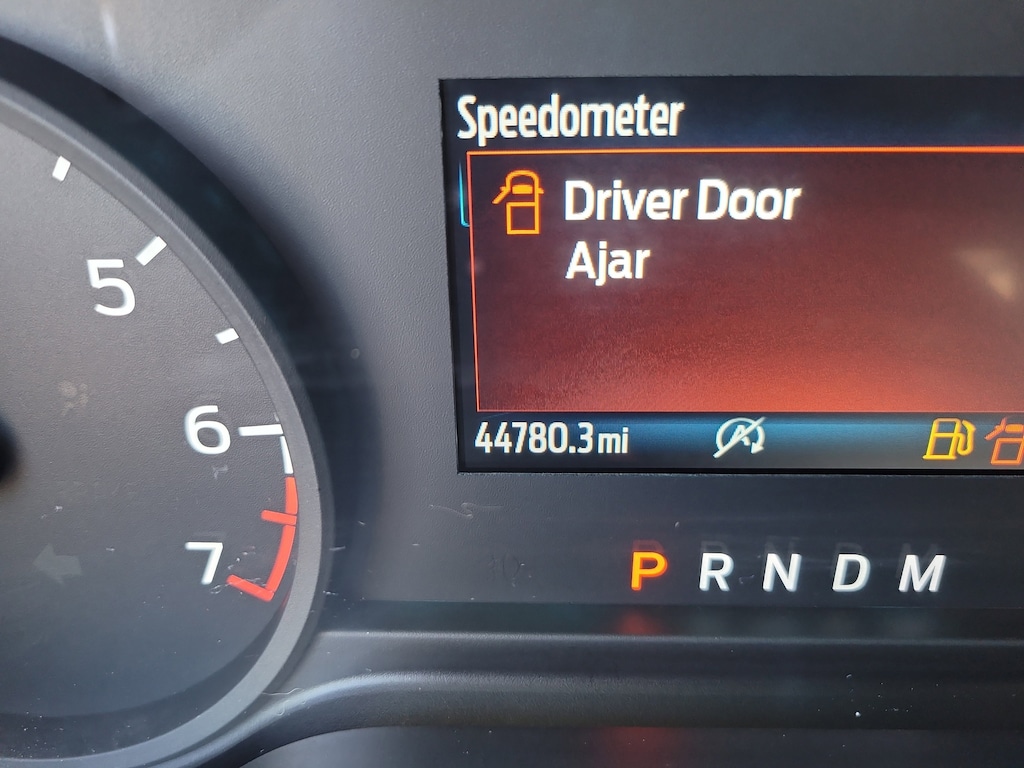 Speedometer
Driver Door
Ajar
5
6
7
44780.3 mi
P R N D M